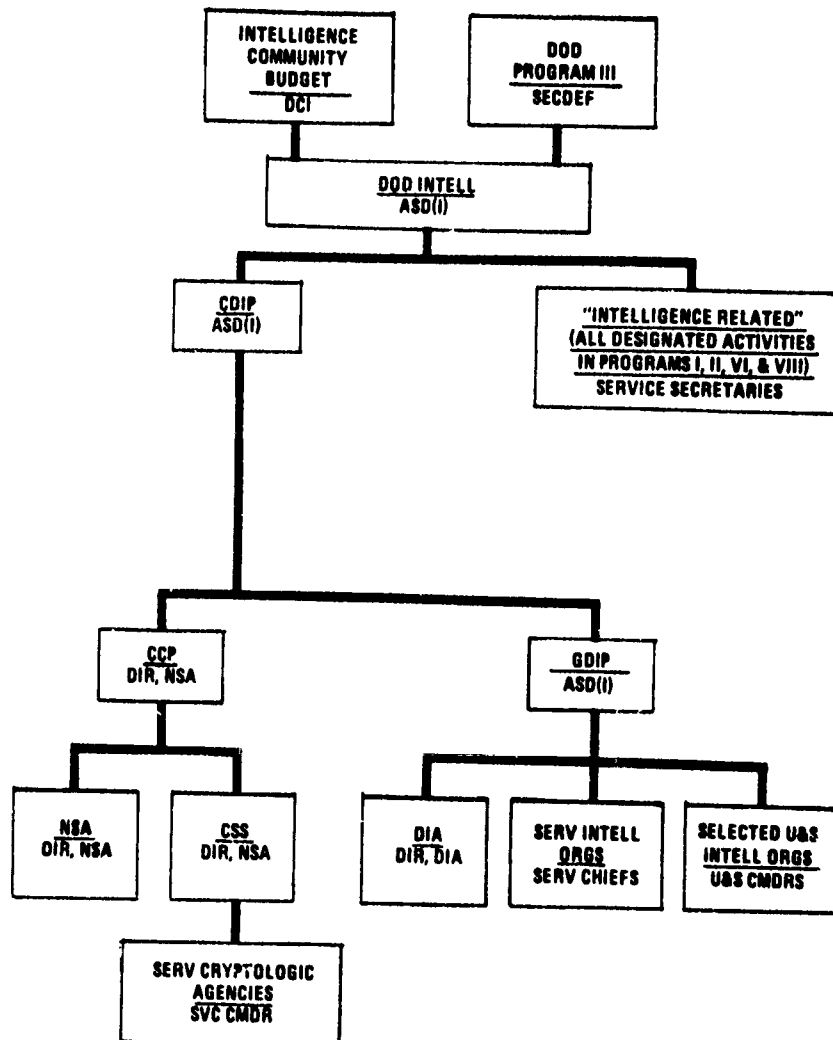 INTELLIGENCE
COMMUNITY
BUDGET
DCI
DOD
PROGRAM III
SECDEF
DOD INTELL
ASD(I)
CDIP
ASD(I)
"INTELLIGENCE RELATED"
(ALL DESIGNATED ACTIVITIES
IN PROGRAMS I, II, VI, & VIII)
SERVICE SECRETARIES
CCP
DIR, NSA
GDIP
ASD(I)
NSA
DIR, NSA
CSS
DIR, NSA
DIA
DIR, DIA
SERV INTELL
ORGS
SERV CHIEFS
SELECTED U&S
INTELL ORGS
U&S CMDRS
SERV CRYPTOLOGIC
AGENCIES
SVC CMDR